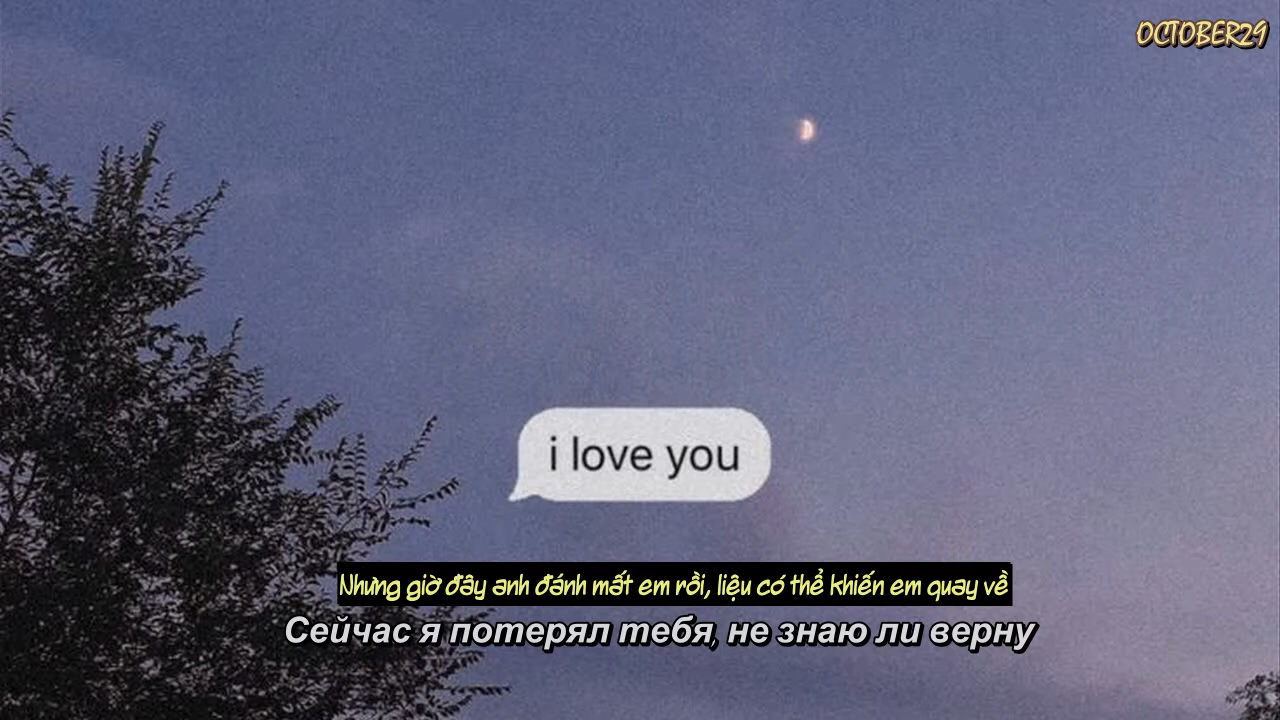 OCTOBER29
i love you
Nhưng giờ đây anh đánh mất em rồi, liệu có thể khiến em quay về
Сейчас я потерял тебя, не знаю ли верну